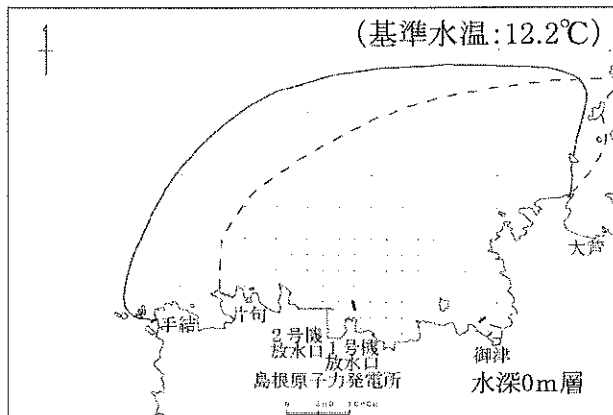 (基準水温:12.2℃)
大芦
手結
片句
2号機
放水口
1号機
放水口
御津
島根原子力発電所
水深0m層